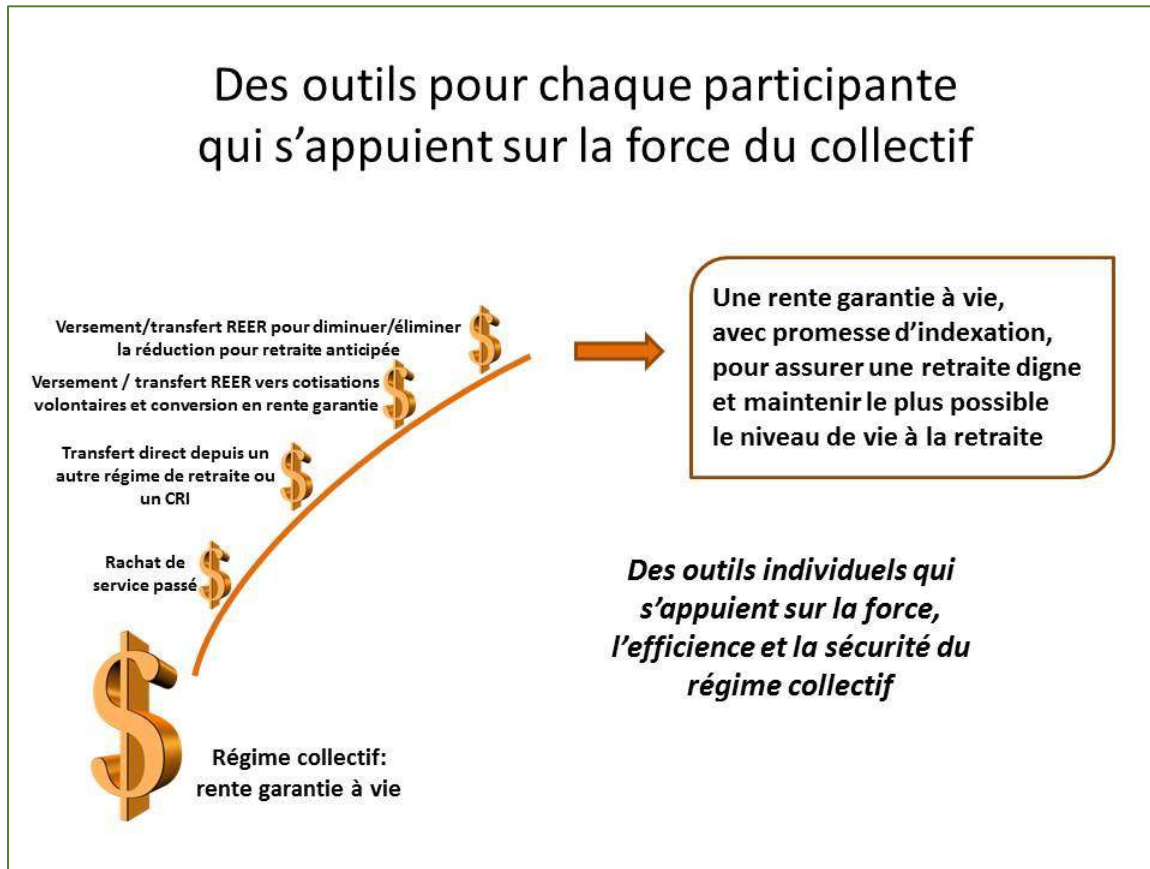 Des outils pour chaque participante
qui s’appuient sur la force du collectif
Versement/transfert REER pour diminuer/éliminer
la réduction pour retraite anticipée
Versement / transfert REER vers cotisations
volontaires et conversion en rente garantie
Transfert direct depuis un
autre régime de retraite ou
un CRI
Rachat de
service passé
Régime collectif:
rente garantie à vie
Une rente garantie à vie,
avec promesse d’indexation,
pour assurer une retraite digne
et maintenir le plus possible
le niveau de vie à la retraite
Des outils individuels qui
s’appuient sur la force,
l’efficience et la sécurité du
régime collectif